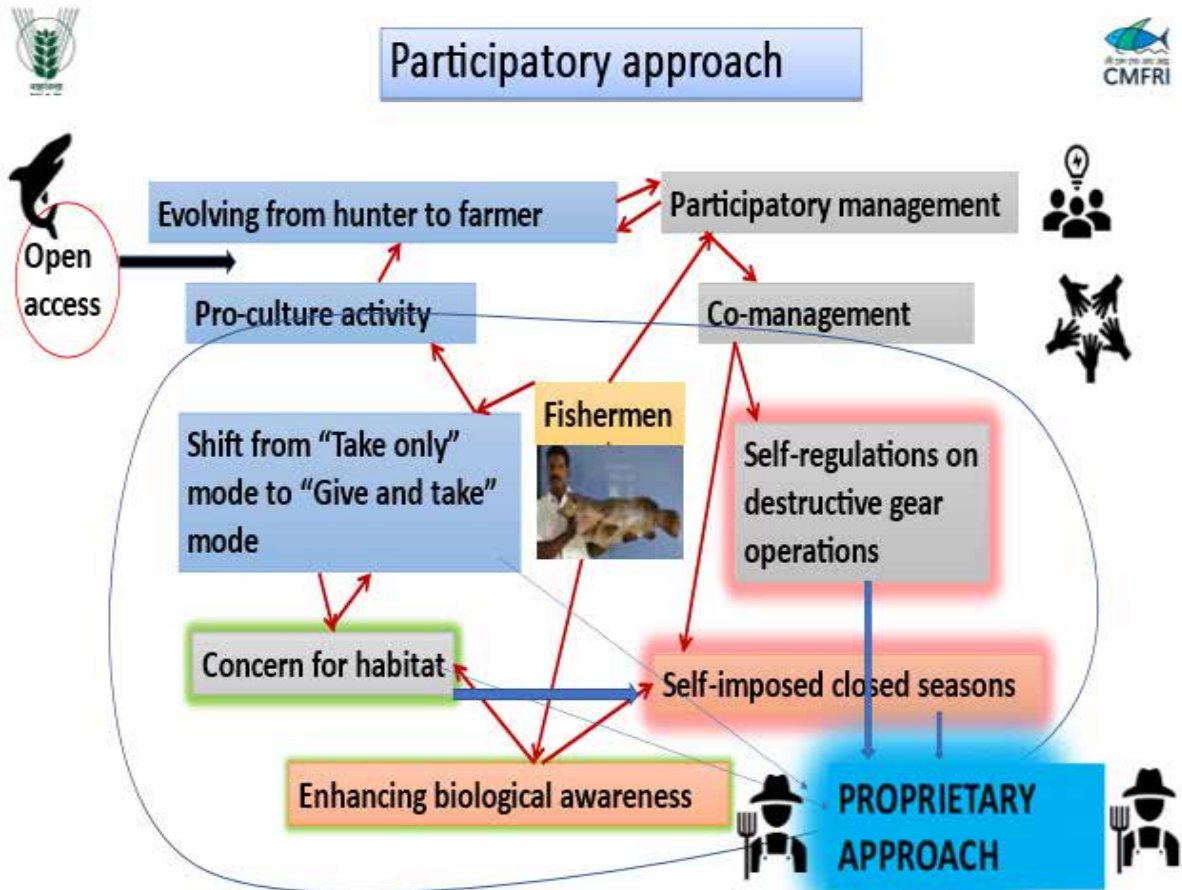 Participatory approach
CMFRI
Evolving from hunter to farmer
Participatory management
Open
access
Pro-culture activity
Co-management
Fishermen
Shift from “Take only”
mode to “Give and take”
mode
Self-regulations on
destructive gear
operations
Concern for habitat
Self-imposed closed seasons
Enhancing biological awareness
PROPRIETARY
APPROACH